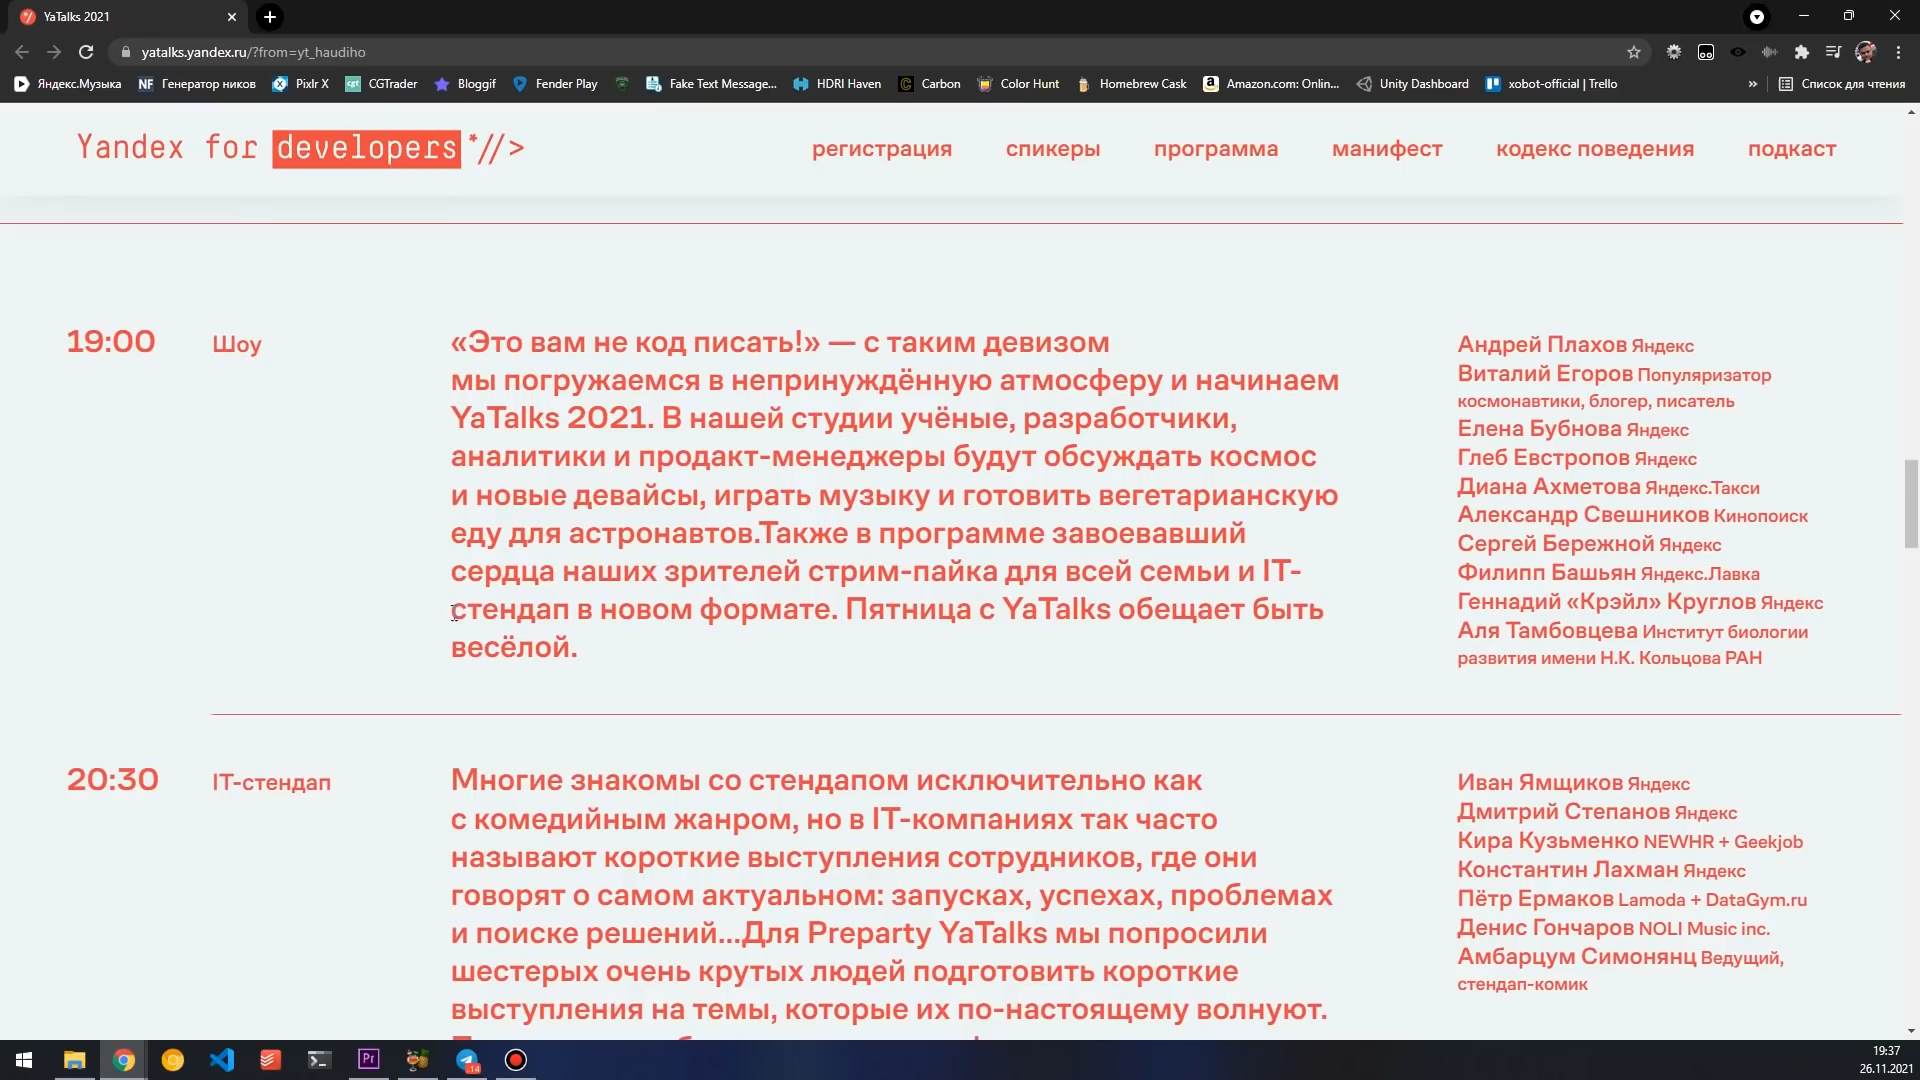 YaTalks 2021
yatalks.yandex.ru/?from=yt_haudiho
Яндекс.Музыка
NF Генератор ников
Pixlr X
cgt CGTrader
Bloggif
Fender Play
Fake Text Message...
HDRI Haven
Carbon
Color Hunt
Homebrew Cask
Amazon.com: Onlin...
Unity Dashboard
xobot-official | Trello
»
Список для чтения
Yandex for developers *//>
регистрация
спикеры
программа
манифест
кодекс поведения
подкаст
19:00
Шоу
«Это вам не код писать!» — с таким девизом
мы погружаемся в непринуждённую атмосферу и начинаем
YaTalks 2021. В нашей студии учёные, разработчики,
аналитики и продакт-менеджеры будут обсуждать космос
и новые девайсы, играть музыку и готовить вегетарианскую
еду для астронавтов.Также в программе завоевавший
сердца наших зрителей стрим-пайка для всей семьи и IT-
стендап в новом формате. Пятница с YaTalks обещает быть
весёлой.
Андрей Плахов Яндекс
Виталий Егоров Популяризатор
космонавтики, блогер, писатель
Елена Бубнова Яндекс
Глеб Евстропов Яндекс
Диана Ахметова Яндекс.Такси
Александр Свешников Кинопоиск
Сергей Бережной Яндекс
Филипп Башьян Яндекс.Лавка
Геннадий «Крэйл» Круглов Яндекс
Аля Тамбовцева Институт биологии
развития имени Н.К. Кольцова РАН
20:30
IT-стендап
Многие знакомы со стендапом исключительно как
с комедийным жанром, но в IT-компаниях так часто
называют короткие выступления сотрудников, где они
говорят о самом актуальном: запусках, успехах, проблемах
и поиске решений...Для Preparty YaTalks мы попросили
шестерых очень крутых людей подготовить короткие
выступления на темы, которые их по-настоящему волнуют.
Иван Ямщиков Яндекс
Дмитрий Степанов Яндекс
Кира Кузьменко NEWHR + Geekjob
Константин Лахман Яндекс
Пётр Ермаков Lamoda + DataGym.ru
Денис Гончаров NOLI Music inc.
Амбарцум Симонянц Ведущий,
стендап-комик
Pr
14
19:37
26.11.2021